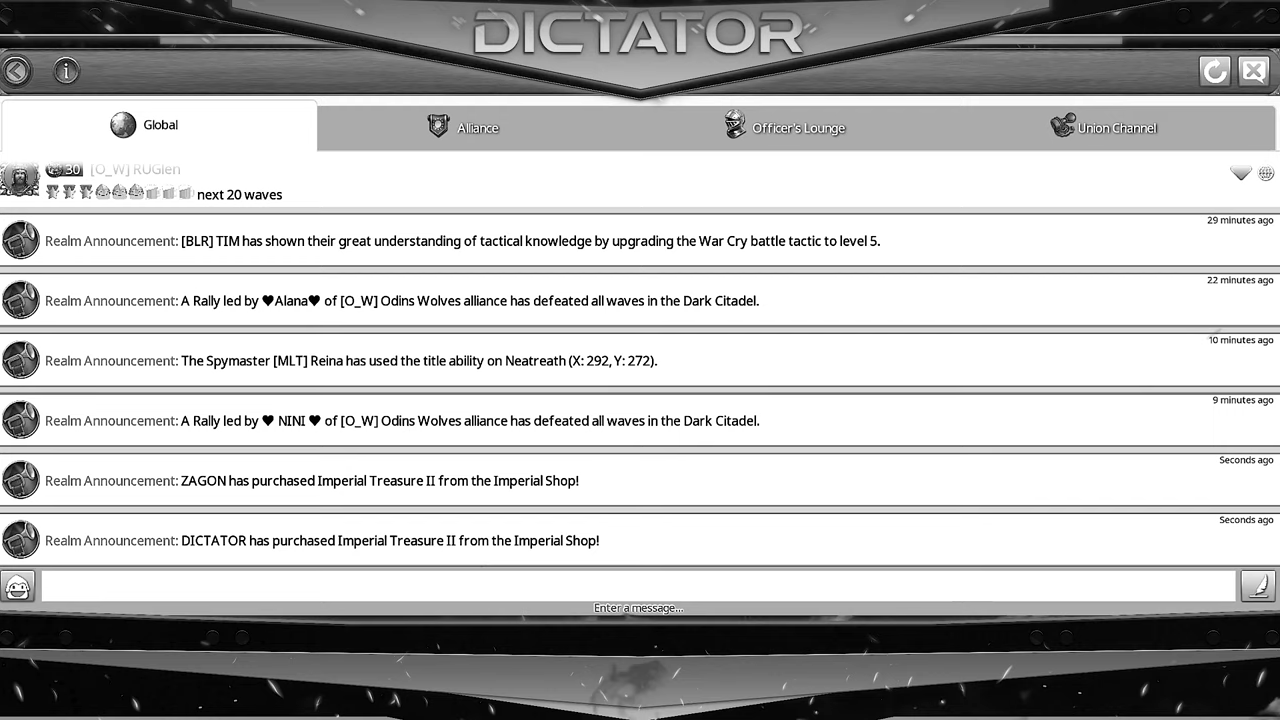 DICTATOR
Global
Alliance
Officer's Lounge
Union Channel
30 [O_W] RUGlen
next 20 waves
29 minutes ago
Realm Announcement: [BLR] TIM has shown their great understanding of tactical knowledge by upgrading the War Cry battle tactic to level 5.
22 minutes ago
Realm Announcement: A Rally led by ♥Alana♥ of [O_W] Odins Wolves alliance has defeated all waves in the Dark Citadel.
10 minutes ago
Realm Announcement: The Spymaster [MLT] Reina has used the title ability on Neatreath (X: 292, Y: 272).
9 minutes ago
Realm Announcement: A Rally led by ♥ NINI ♥ of [O_W] Odins Wolves alliance has defeated all waves in the Dark Citadel.
Seconds ago
Realm Announcement: ZAGON has purchased Imperial Treasure II from the Imperial Shop!
Seconds ago
Realm Announcement: DICTATOR has purchased Imperial Treasure II from the Imperial Shop!
Enter a message...